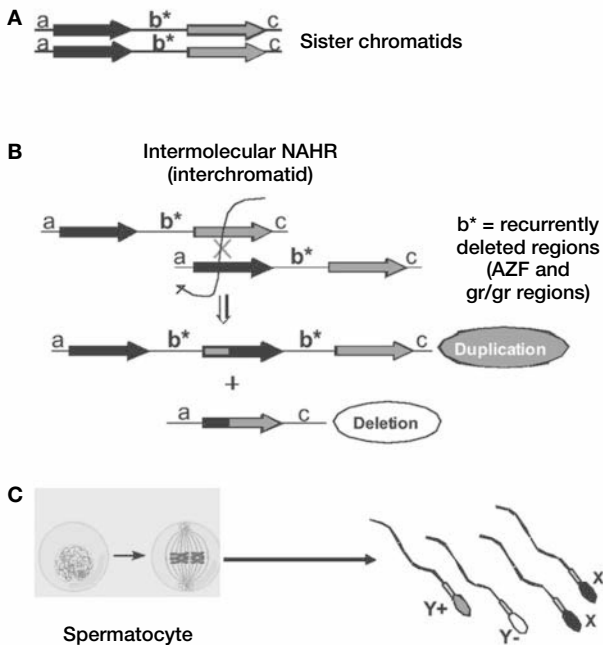 A
a b* c
a b* c
Sister chromatids
B
Intermolecular NAHR
(interchromatid)
a b* c
a b* c
b* = recurrently
deleted regions
(AZF and
gr/gr regions)
a b* b* c
Duplication
+
a c
Deletion
C
Spermatocyte
Y+
Y-
X
X